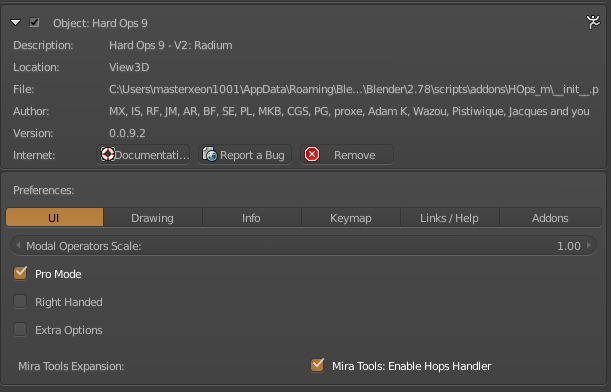 Object: Hard Ops 9
Description: Hard Ops 9 - V2: Radium
Location: View3D
File: C:\Users\masterxeon1001\AppData\Roaming\Ble...\Blender\2.78\scripts\addons\HOps_m\__init__.p
Author: MX, IS, RF, JM, AR, BF, SE, PL, MKB, CGS, PG, proxe, Adam K, Wazou, Pistiwique, Jacques and you
Version: 0.0.9.2
Internet: Documentati... Report a Bug Remove
Preferences:
UI Drawing Info Keymap Links / Help Addons
Modal Operators Scale: 1.00
Pro Mode
Right Handed
Extra Options
Mira Tools Expansion: Mira Tools: Enable Hops Handler